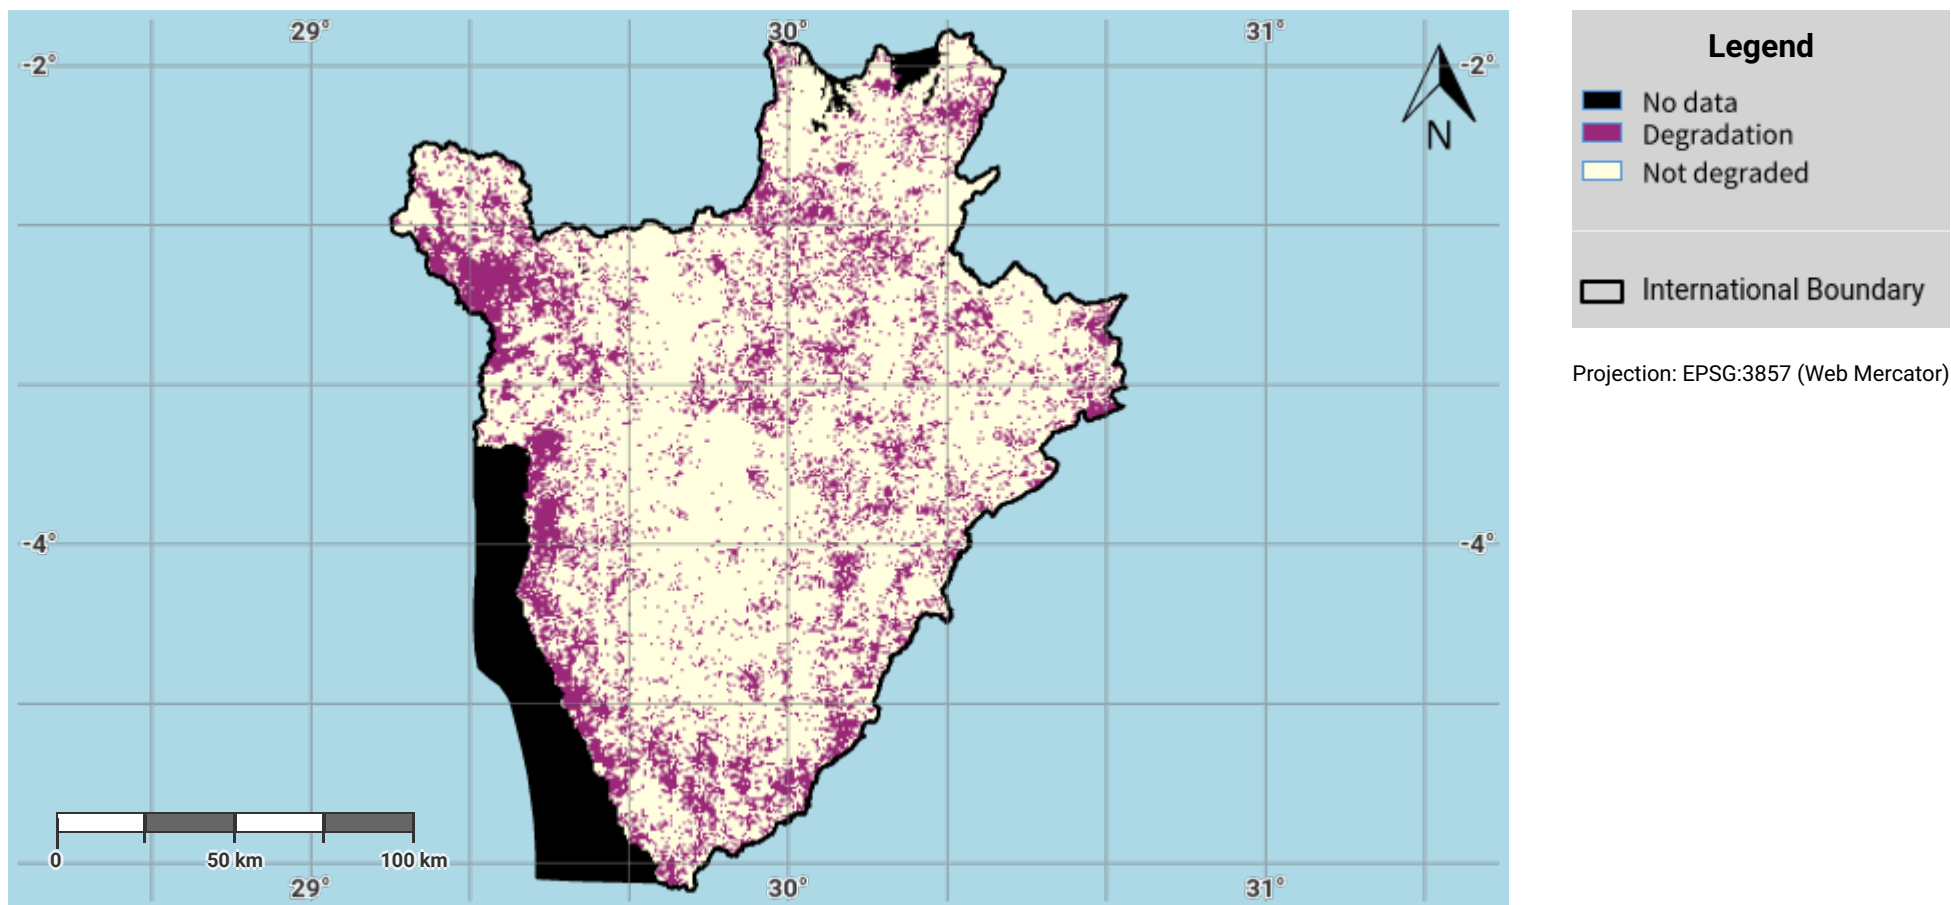 29°
30°
31°
-2°
-2°
N
-4°
-4°
0
50 km
100 km
29°
30°
31°
Legend
No data
Degradation
Not degraded
International Boundary
Projection: EPSG:3857 (Web Mercator)